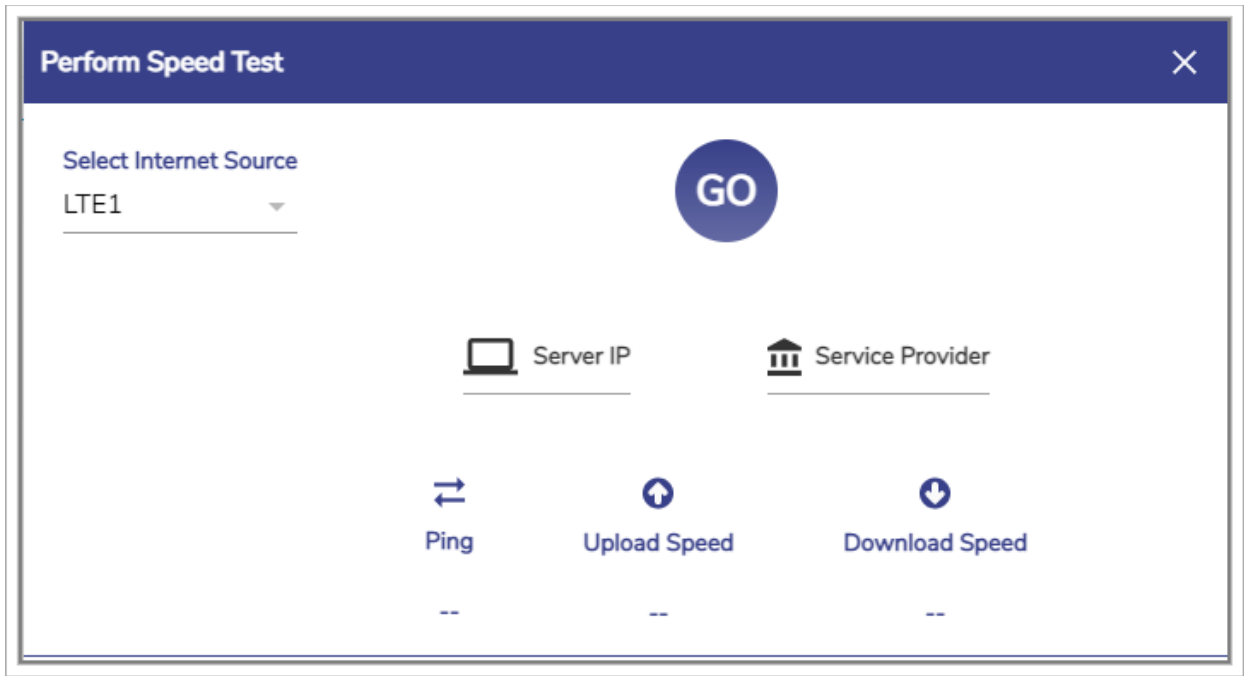 Perform Speed Test
Select Internet Source
LTE1
GO
Server IP
Service Provider
Ping
Upload Speed
Download Speed
--
--
--